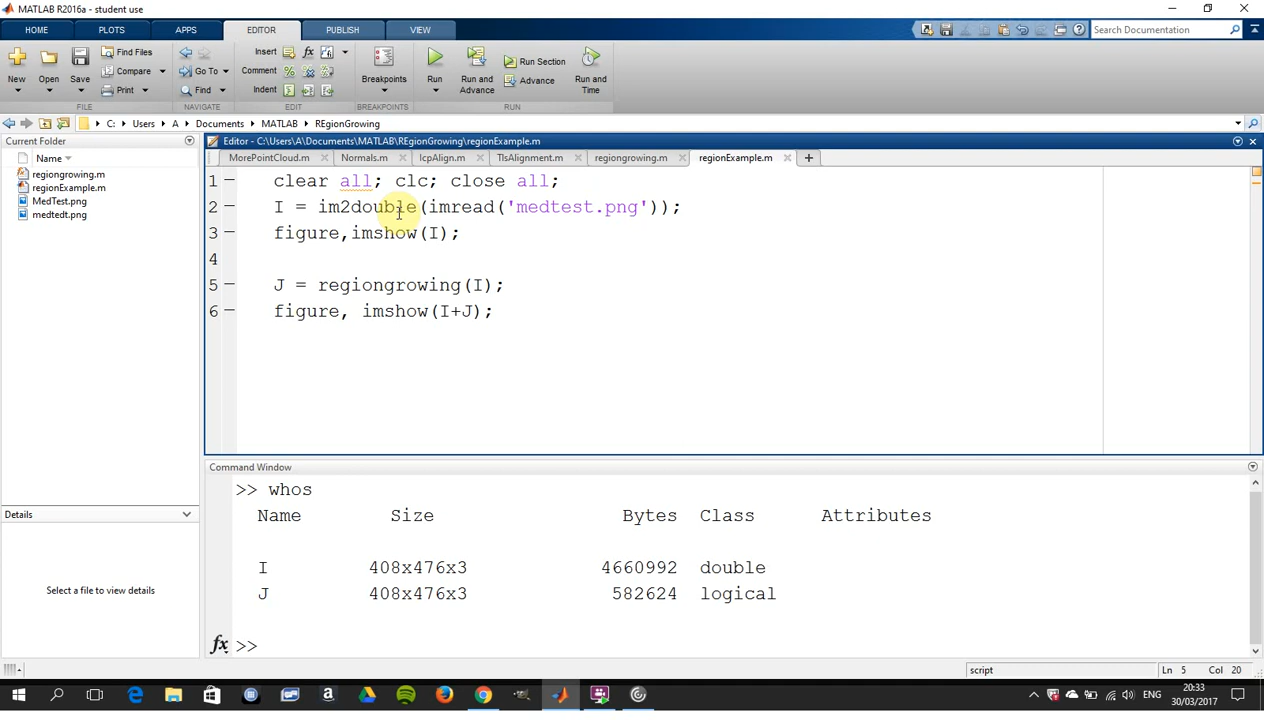 MATLAB R2016a - student use
HOME PLOTS APPS EDITOR PUBLISH VIEW
Search Documentation
New Open Save Find Files Compare Print
Go To Find
Insert fx
Comment
Indent
Breakpoints
Run Run and Advance Run Section Advance Run and Time
FILE NAVIGATE EDIT BREAKPOINTS RUN
C: Users A Documents MATLAB REgionGrowing
Current Folder
Name
regiongrowing.m
regionExample.m
MedTest.png
medtedt.png
Details
Select a file to view details
Editor - C:\Users\A\Documents\MATLAB\REgionGrowing\regionExample.m
MorePointCloud.m Normals.m IcpAlign.m TlsAlignment.m regiongrowing.m regionExample.m
1 clear all; clc; close all;
2 I = im2double(imread('medtest.png'));
3 figure,imshow(I);
4
5 J = regiongrowing(I);
6 figure, imshow(I+J);
Command Window
>> whos
Name Size Bytes Class Attributes
I 408x476x3 4660992 double
J 408x476x3 582624 logical
fx >>
script Ln 5 Col 20
ENG 20:33
30/03/2017